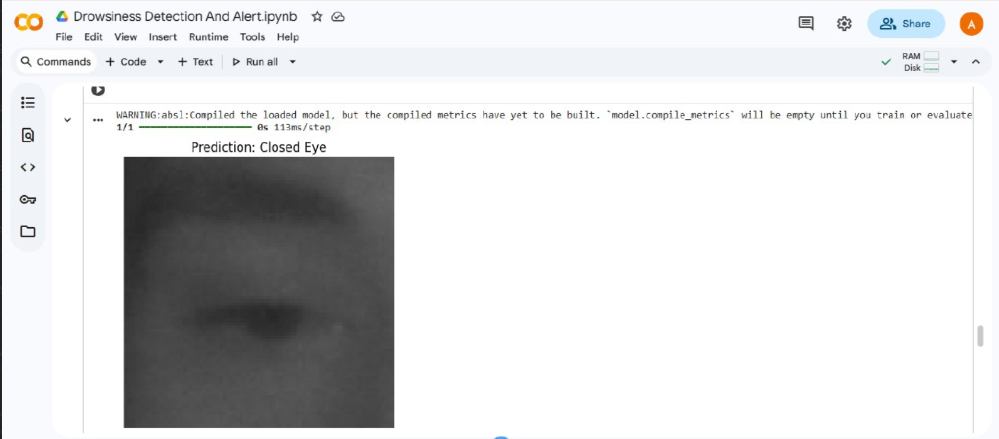 Drowsiness Detection And Alert.ipynb
File Edit View Insert Runtime Tools Help
Share
A
Commands + Code + Text Run all
RAM
Disk
WARNING:absl:Compiled the loaded model, but the compiled metrics have yet to be built. `model.compile_metrics` will be empty until you train or evaluate
1/1 0s 113ms/step
Prediction: Closed Eye